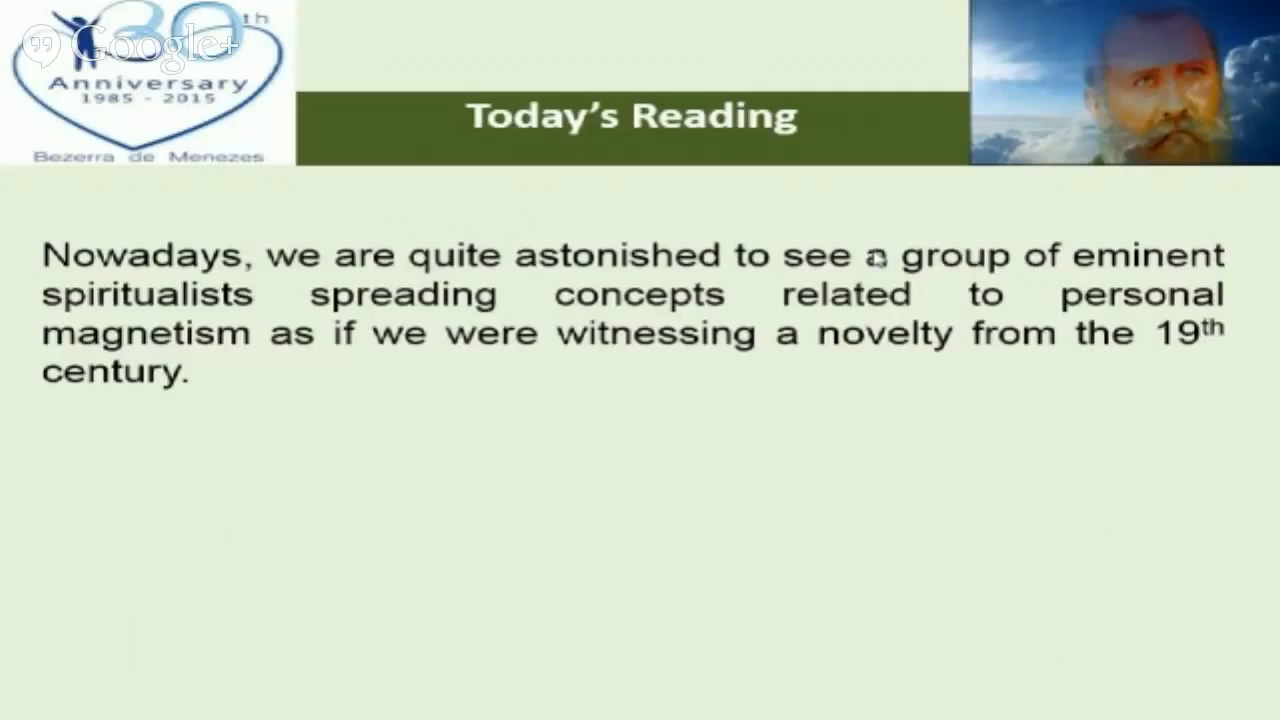 30th
Google+
Anniversary
1985 - 2015
Bezerra de Menezes
Today's Reading
Nowadays, we are quite astonished to see a group of eminent
spiritualists spreading concepts related to personal
magnetism as if we were witnessing a novelty from the 19th
century.